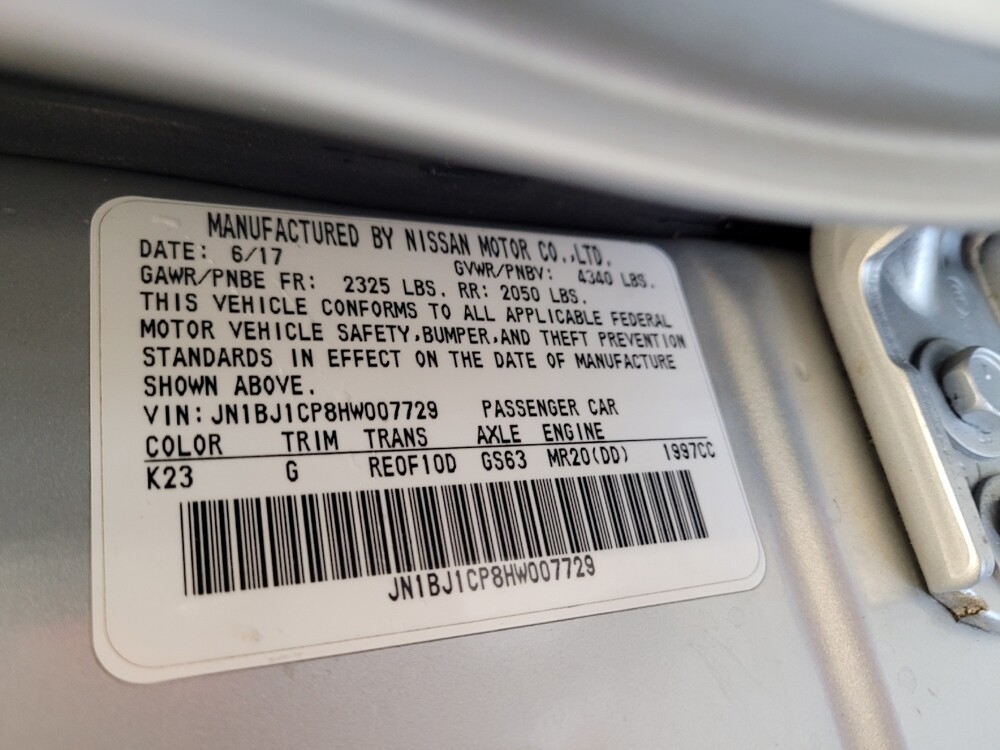 MANUFACTURED BY NISSAN MOTOR CO.,LTD.
DATE: 6/17 GVWR/PNBV: 4340 LBS.
GAWR/PNBE FR: 2325 LBS. RR: 2050 LBS.
THIS VEHICLE CONFORMS TO ALL APPLICABLE FEDERAL
MOTOR VEHICLE SAFETY,BUMPER,AND THEFT PREVENTION
STANDARDS IN EFFECT ON THE DATE OF MANUFACTURE
SHOWN ABOVE.
VIN: JN1BJ1CP8HW007729 PASSENGER CAR
COLOR TRIM TRANS AXLE ENGINE
K23 G RE0F10D GS63 MR20(DD) 1997CC
JN1BJ1CP8HW007729